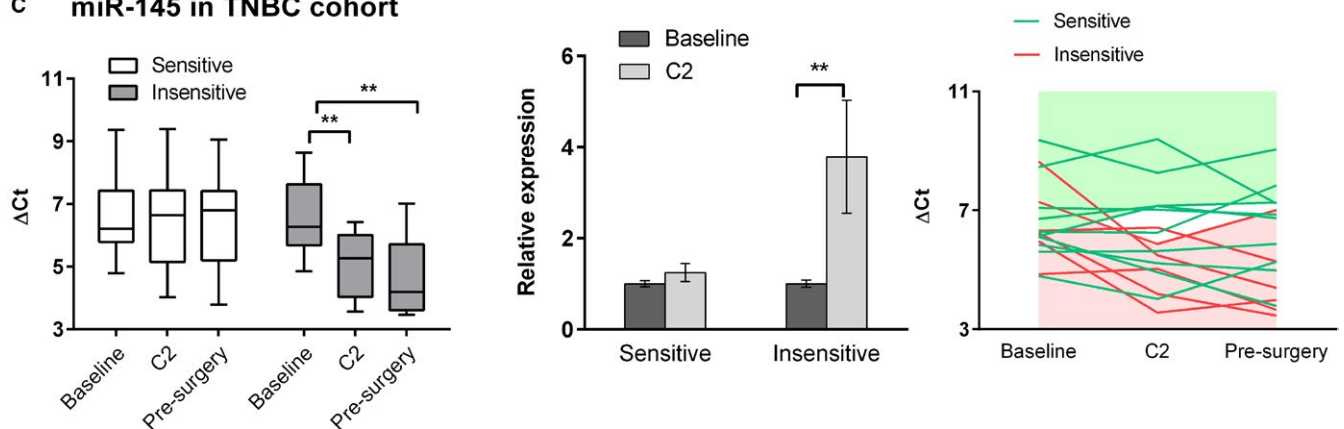 C miR-145 in TNBC cohort
Sensitive
Insensitive
**
**
11
9
7
5
3
ΔCt
Baseline
C2
Pre-surgery
Baseline
C2
Pre-surgery
Baseline
C2
**
6
4
2
0
Relative expression
Sensitive
Insensitive
Sensitive
Insensitive
11
7
3
ΔCt
Baseline
C2
Pre-surgery